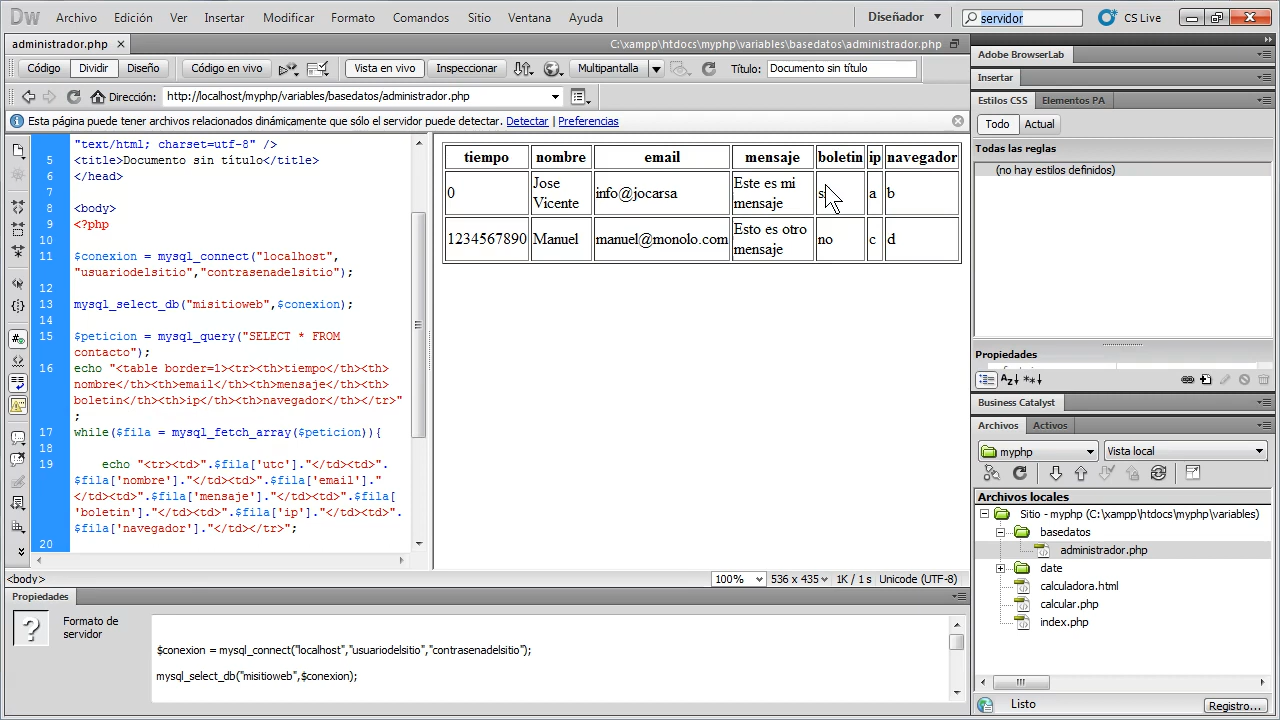 Dw Archivo Edición Ver Insertar Modificar Formato Comandos Sitio Ventana Ayuda Diseñador servidor CS Live
administrador.php C:\xampp\htdocs\myphp\variables\basedatos\administrador.php
Código Dividir Diseño Código en vivo Vista en vivo Inspeccionar Multipantalla Título: Documento sin título
Dirección: http://localhost/myphp/variables/basedatos/administrador.php
Esta página puede tener archivos relacionados dinámicamente que sólo el servidor puede detectar. Detectar | Preferencias
"text/html; charset=utf-8" />
5 <title>Documento sin título</title>
6 </head>
7
8 <body>
9 <?php
10
11 $conexion = mysql_connect("localhost",
"usuariodelsitio","contrasenadelsitio");
12
13 mysql_select_db("misitioweb",$conexion);
14
15 $peticion = mysql_query("SELECT * FROM
contacto");
16 echo "<table border=1><tr><th>tiempo</th><th>
nombre</th><th>email</th><th>mensaje</th><th>
boletin</th><th>ip</th><th>navegador</th></tr>"
;
17 while($fila = mysql_fetch_array($peticion)){
18
19 echo "<tr><td>".$fila['utc']."</td><td>".
$fila['nombre']."</td><td>".$fila['email']."
</td><td>".$fila['mensaje']."</td><td>".$fila[
'boletin']."</td><td>".$fila['ip']."</td><td>".
$fila['navegador']."</td></tr>";
20
tiempo nombre email mensaje boletin ip navegador
0 Jose Vicente info@jocarsa Este es mi mensaje a b
1234567890 Manuel manuel@monolo.com Esto es otro mensaje no c d
<body> 100% 536 x 435 1K / 1 s Unicode (UTF-8)
Propiedades
? Formato de
servidor
$conexion = mysql_connect("localhost","usuariodelsitio","contrasenadelsitio");
mysql_select_db("misitioweb",$conexion);
Adobe BrowserLab
Insertar
Estilos CSS Elementos PA
Todo Actual
Todas las reglas
(no hay estilos definidos)
Propiedades
Business Catalyst
Archivos Activos
myphp Vista local
Archivos locales
Sitio - myphp (C:\xampp\htdocs\myphp\variables)
basedatos
administrador.php
date
calculadora.html
calcular.php
index.php
Listo Registro...